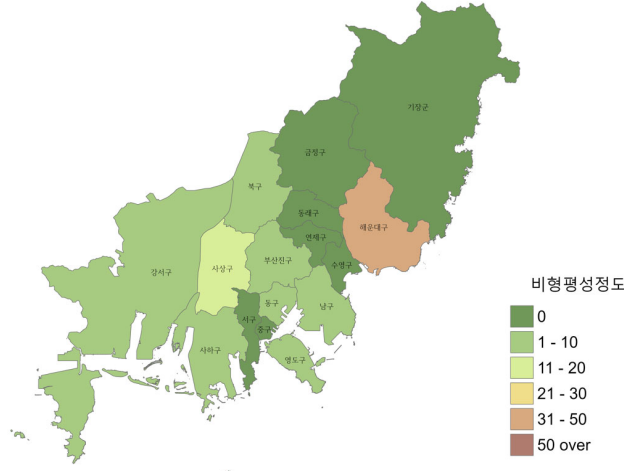 기장군
금정구
북구
동래구
해운대구
연제구
수영구
부산진구
사상구
강서구
남구
동구
서구
중구
사하구
영도구
비형평성정도
0
1 - 10
11 - 20
21 - 30
31 - 50
50 over